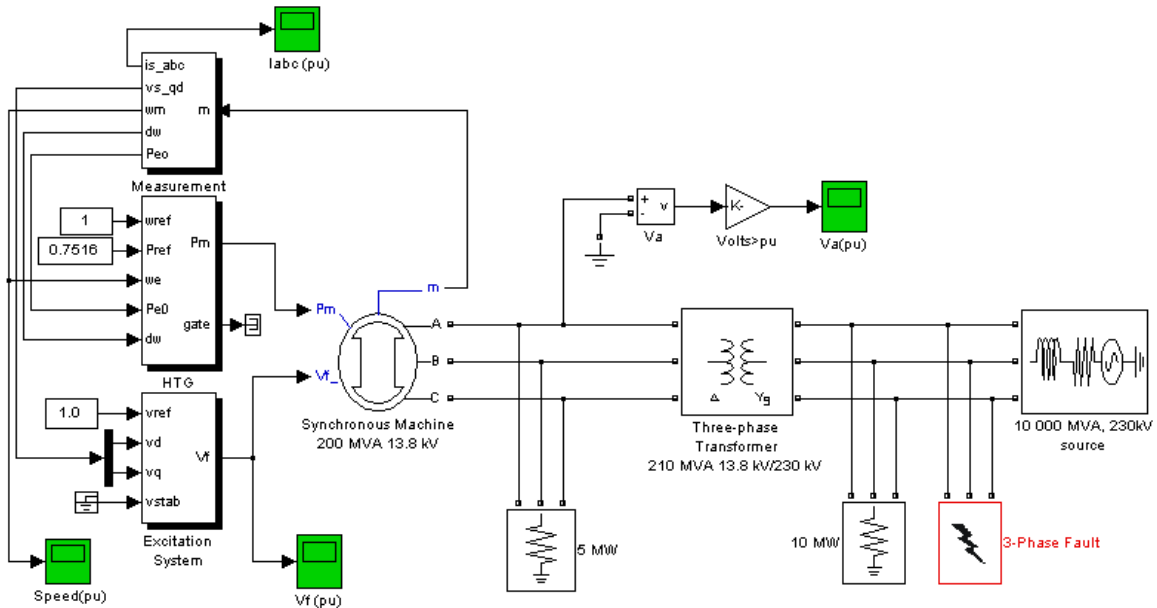 Iabc (pu)
is_abc
vs_qd
wm
m
dw
Peo
Measurement
1
wref
0.7516
Pref
Pm
we
Pe0
gate
dw
HTG
1.0
vref
vd
Vf
vq
vstab
Excitation
System
Speed(pu)
Vf (pu)
m
Pm
Vf_
A
B
C
Synchronous Machine
200 MVA 13.8 kV
+
-
v
Va
K-
Volts>pu
Va(pu)
Δ
Yg
Three-phase
Transformer
210 MVA 13.8 kV/230 kV
10 000 MVA, 230kV
source
5 MW
10 MW
3-Phase Fault